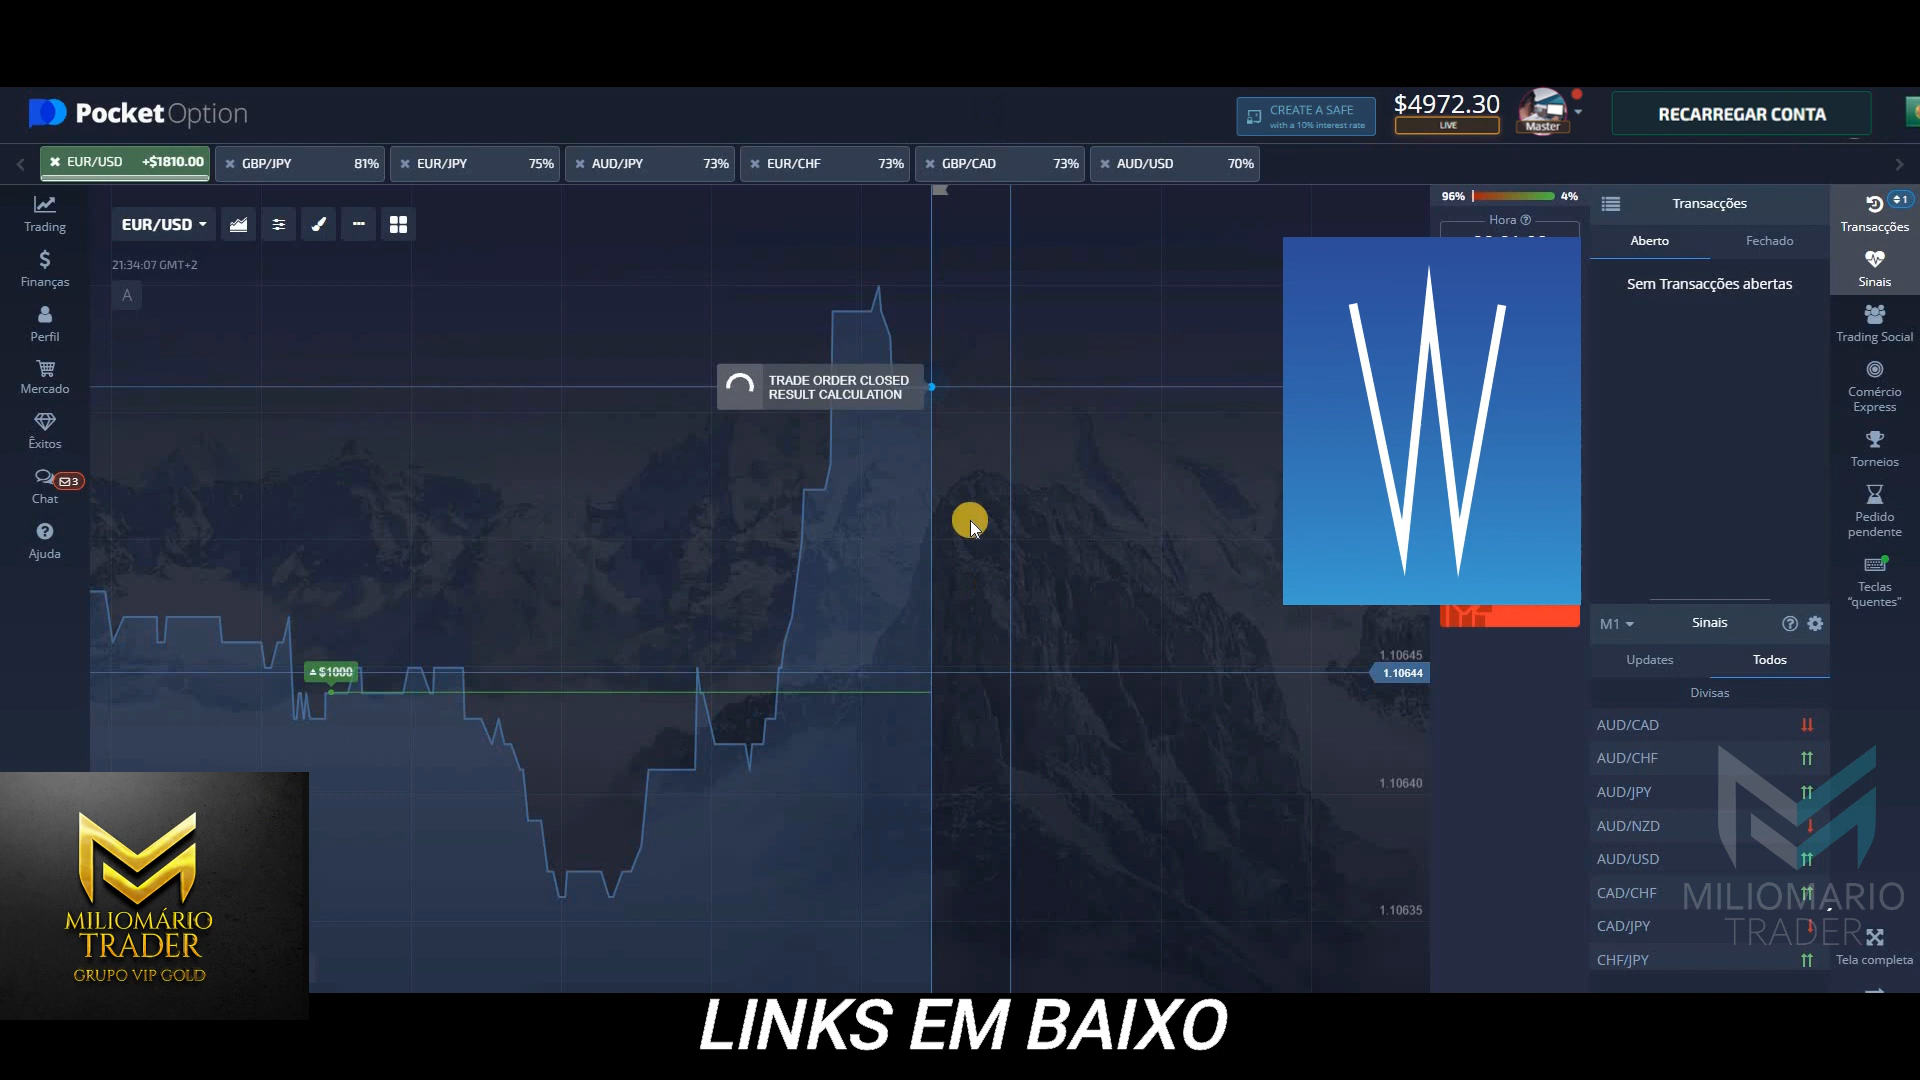 PocketOption
CREATE A SAFE
with a 10% interest rate
$4972.30
LIVE
Master
RECARREGAR CONTA
EUR/USD +$1810.00
GBP/JPY 81%
EUR/JPY 75%
AUD/JPY 73%
EUR/CHF 73%
GBP/CAD 73%
AUD/USD 70%
Trading
Finanças
Perfil
Mercado
Êxitos
3
Chat
Ajuda
EUR/USD
21:34:07 GMT+2
A
TRADE ORDER CLOSED
RESULT CALCULATION
$1000
96% 4%
Hora
W
1.10645
1.10644
1.10640
1.10635
Transacções
Aberto Fechado
Sem Transacções abertas
M1 Sinais
Updates Todos
Divisas
AUD/CAD
AUD/CHF
AUD/JPY
AUD/NZD
AUD/USD
CAD/CHF
CAD/JPY
CHF/JPY
1
Transacções
Sinais
Trading Social
Comércio
Express
Torneios
Pedido
pendente
Teclas
“quentes”
Tela completa
MILIOMÁRIO
TRADER
GRUPO VIP GOLD
MILIOMARIO
TRADER
LINKS EM BAIXO